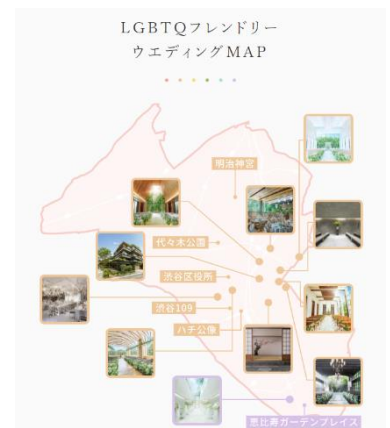 LGBTQフレンドリー
ウエディングMAP
明治神宮
代々木公園
渋谷区役所
渋谷109
ハチ公像
恵比寿ガーデンプレイス